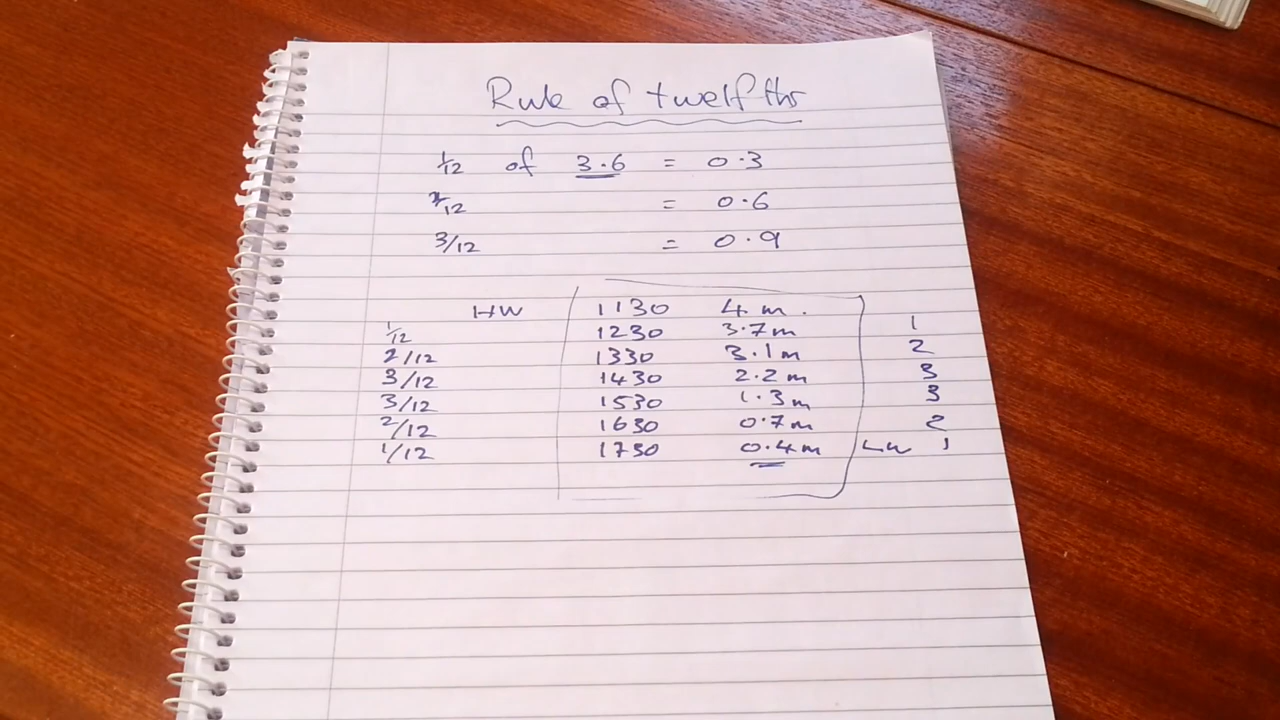 Rule of twelfths
1/12 of 3.6 = 0.3
2/12 = 0.6
3/12 = 0.9
HW 1130 4 m.
1/12 1230 3.7m 1
2/12 1330 3.1m 2
3/12 1430 2.2m 3
3/12 1530 1.3m 3
2/12 1630 0.7m 2
1/12 1730 0.4m LW 1